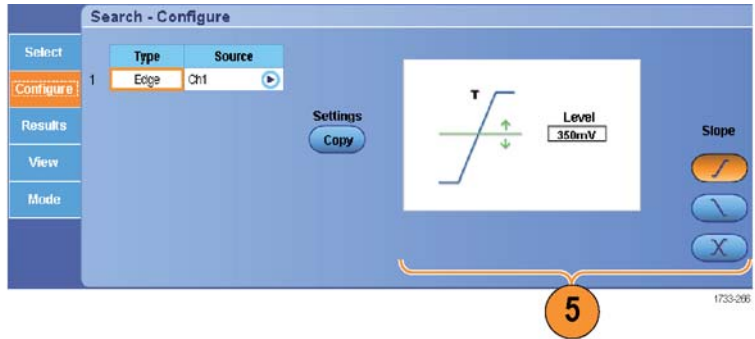 Search - Configure
Select
Configure
Results
View
Mode
Type Source
1 Edge Ch1
Settings
Copy
T
Level
350mV
Slope
5
1733-266